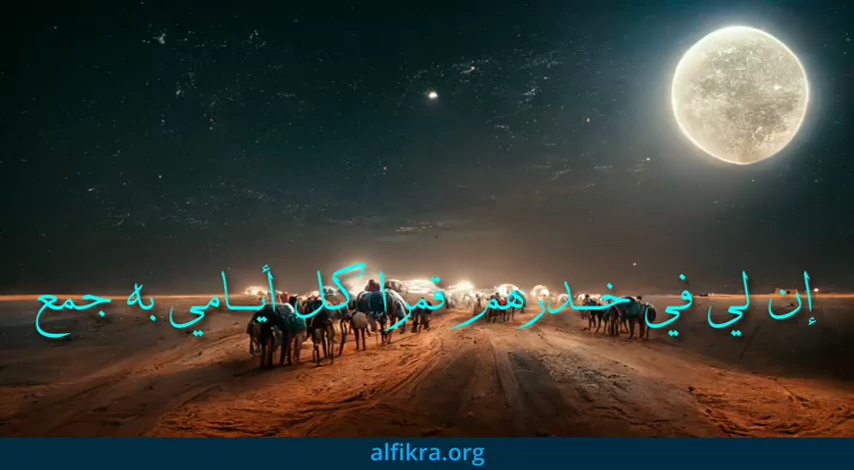 إن لي في خدرهم قمرا كل أيامي به جمع
alfikra.org